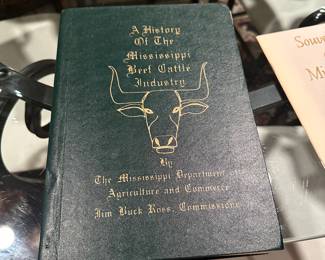 A History
Of The
Mississippi
Beef Cattle
Industry
By
The Mississippi Department of
Agriculture and Commerce
Jim Buck Ross, Commissioner